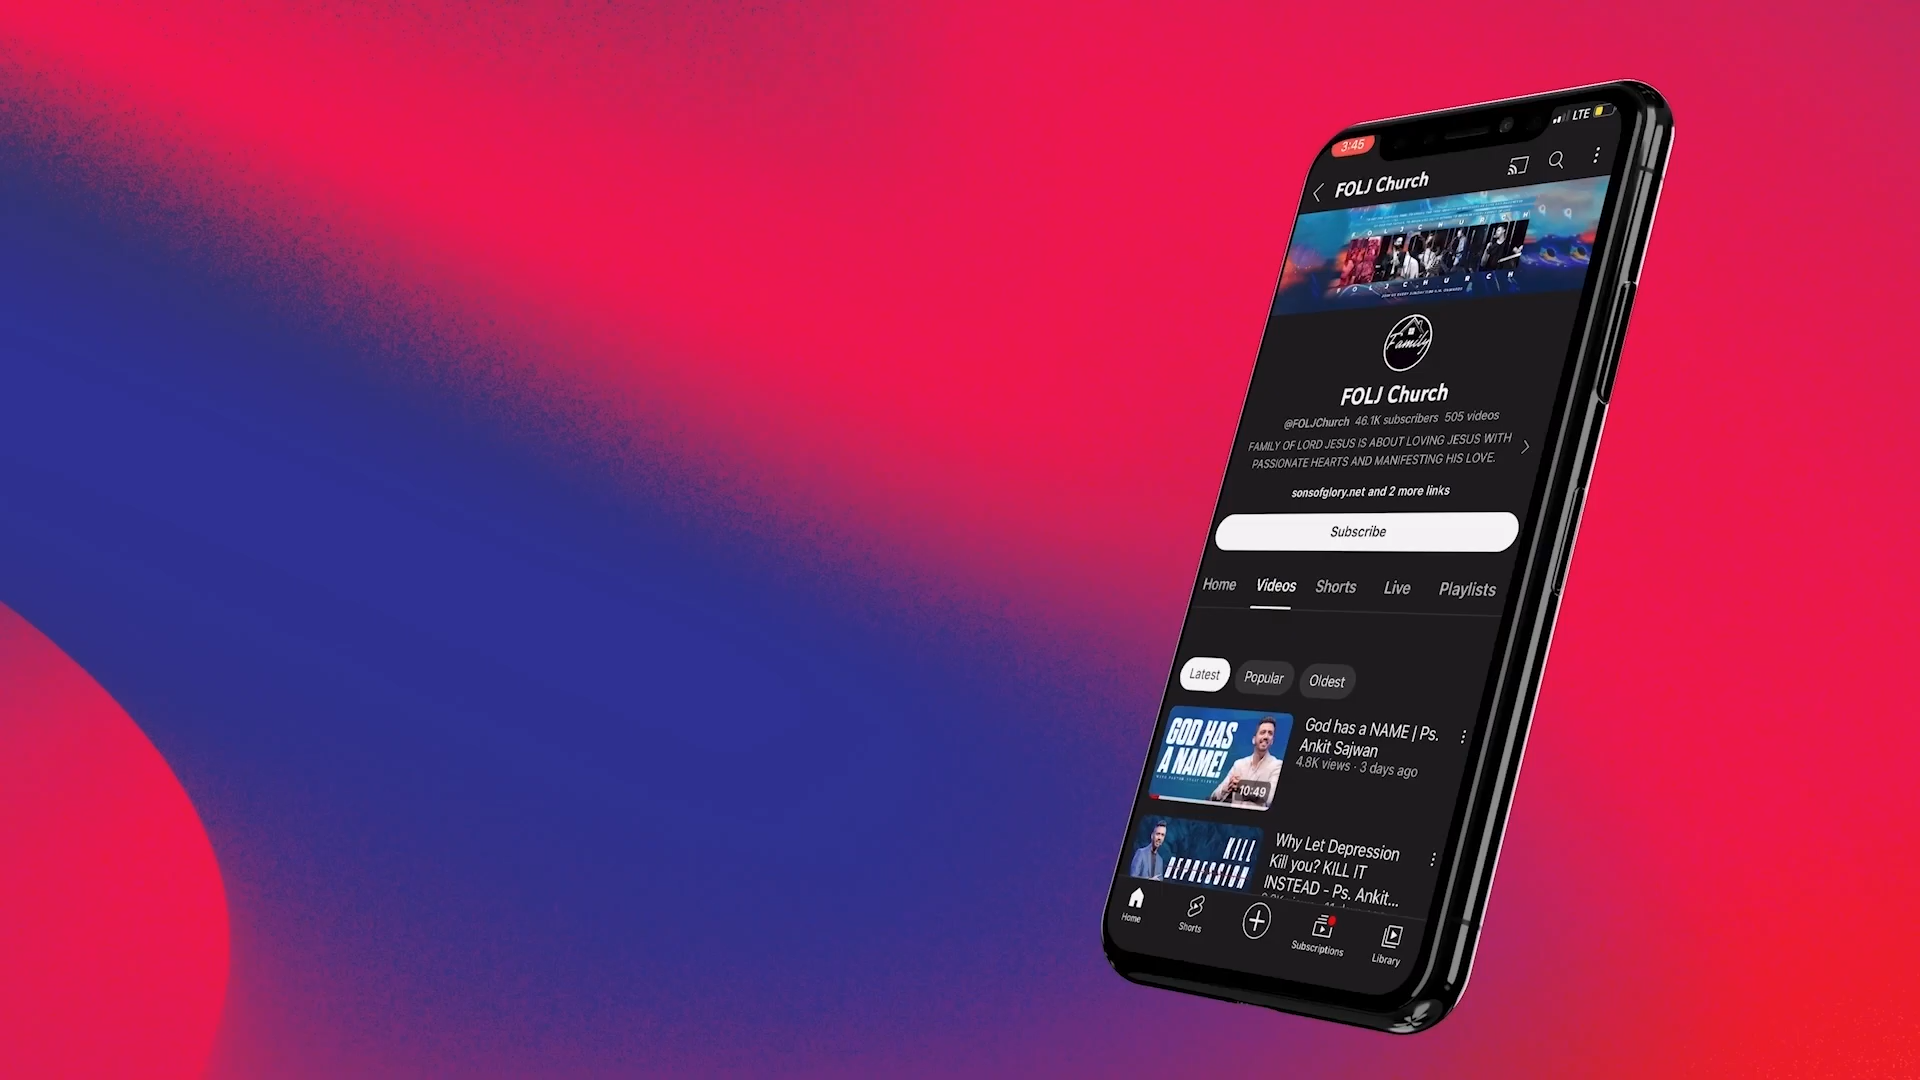 3:45
LTE
FOLJ Church
F O L J C H U R C H
F O L J C H U R C H
Family
FOLJ Church
@FOLJChurch 46.1K subscribers 505 videos
FAMILY OF LORD JESUS IS ABOUT LOVING JESUS WITH
PASSIONATE HEARTS AND MANIFESTING HIS LOVE.
sonsofglory.net and 2 more links
Subscribe
Home Videos Shorts Live Playlists
Latest Popular Oldest
GOD HAS
A NAME!
10:49
God has a NAME | Ps.
Ankit Sajwan
4.8K views · 3 days ago
KILL
DEPRESSION
Why Let Depression
Kill you? KILL IT
INSTEAD - Ps. Ankit...
Home Shorts Subscriptions Library